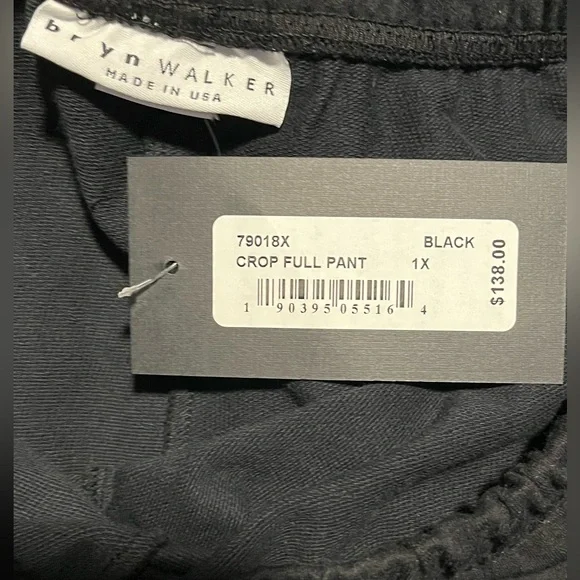 bryn WALKER
MADE IN USA
79018X BLACK
CROP FULL PANT 1X
$138.00
1 90395 05516 4